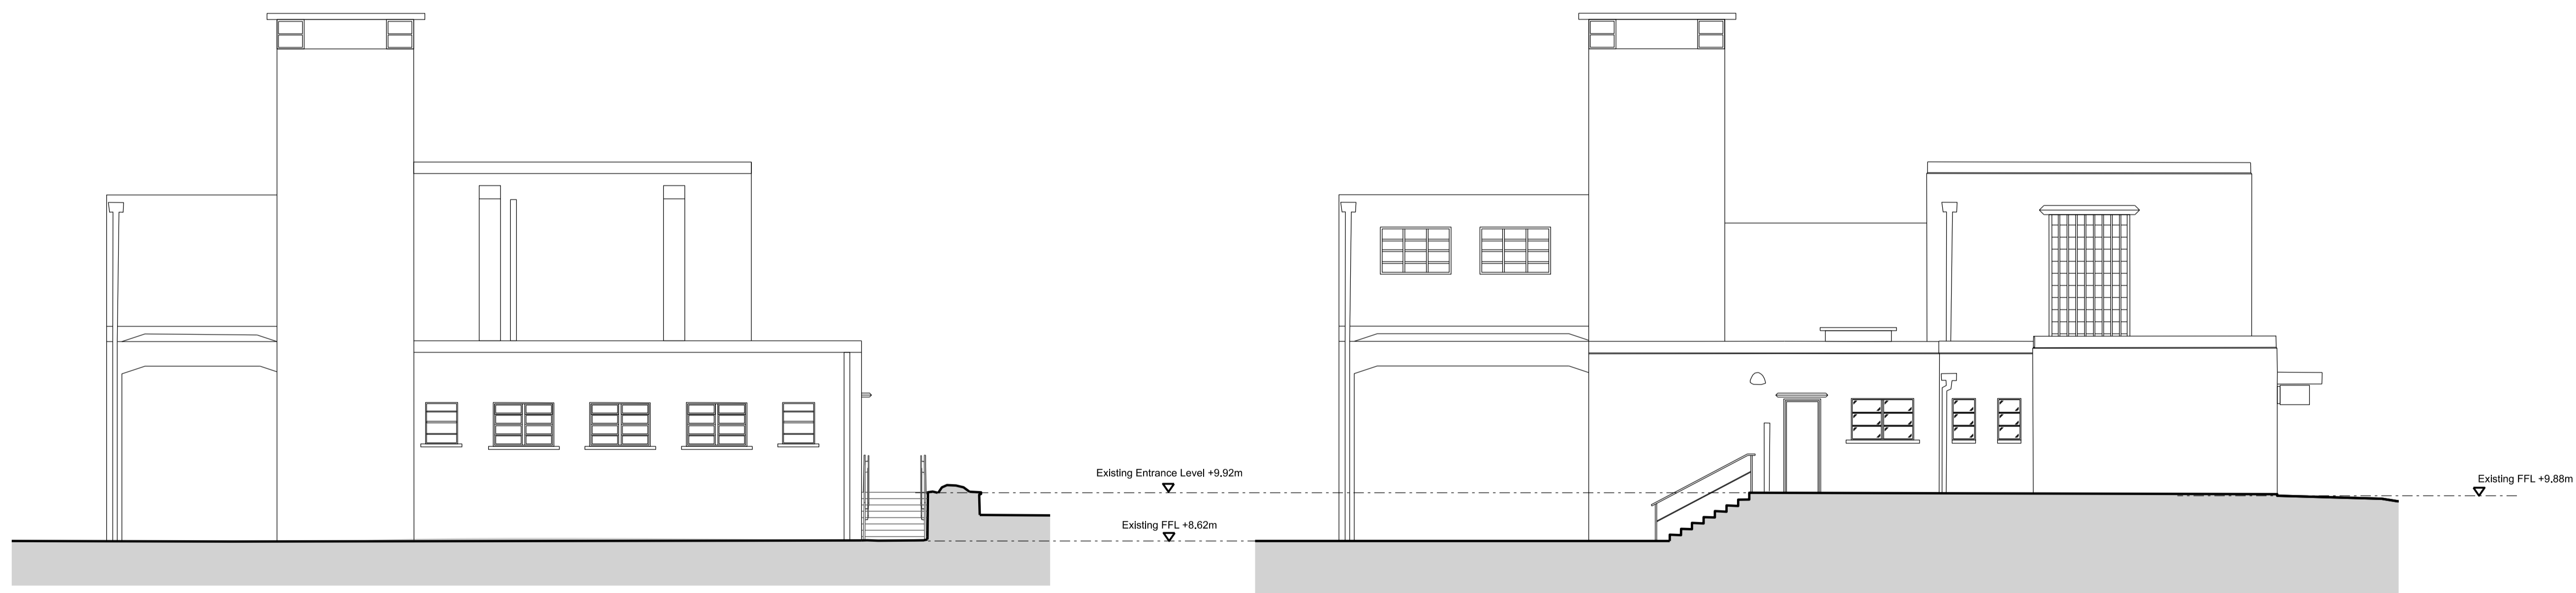 Existing Entrance Level +9.92m
Existing FFL +9.88m
Existing FFL +8.62m